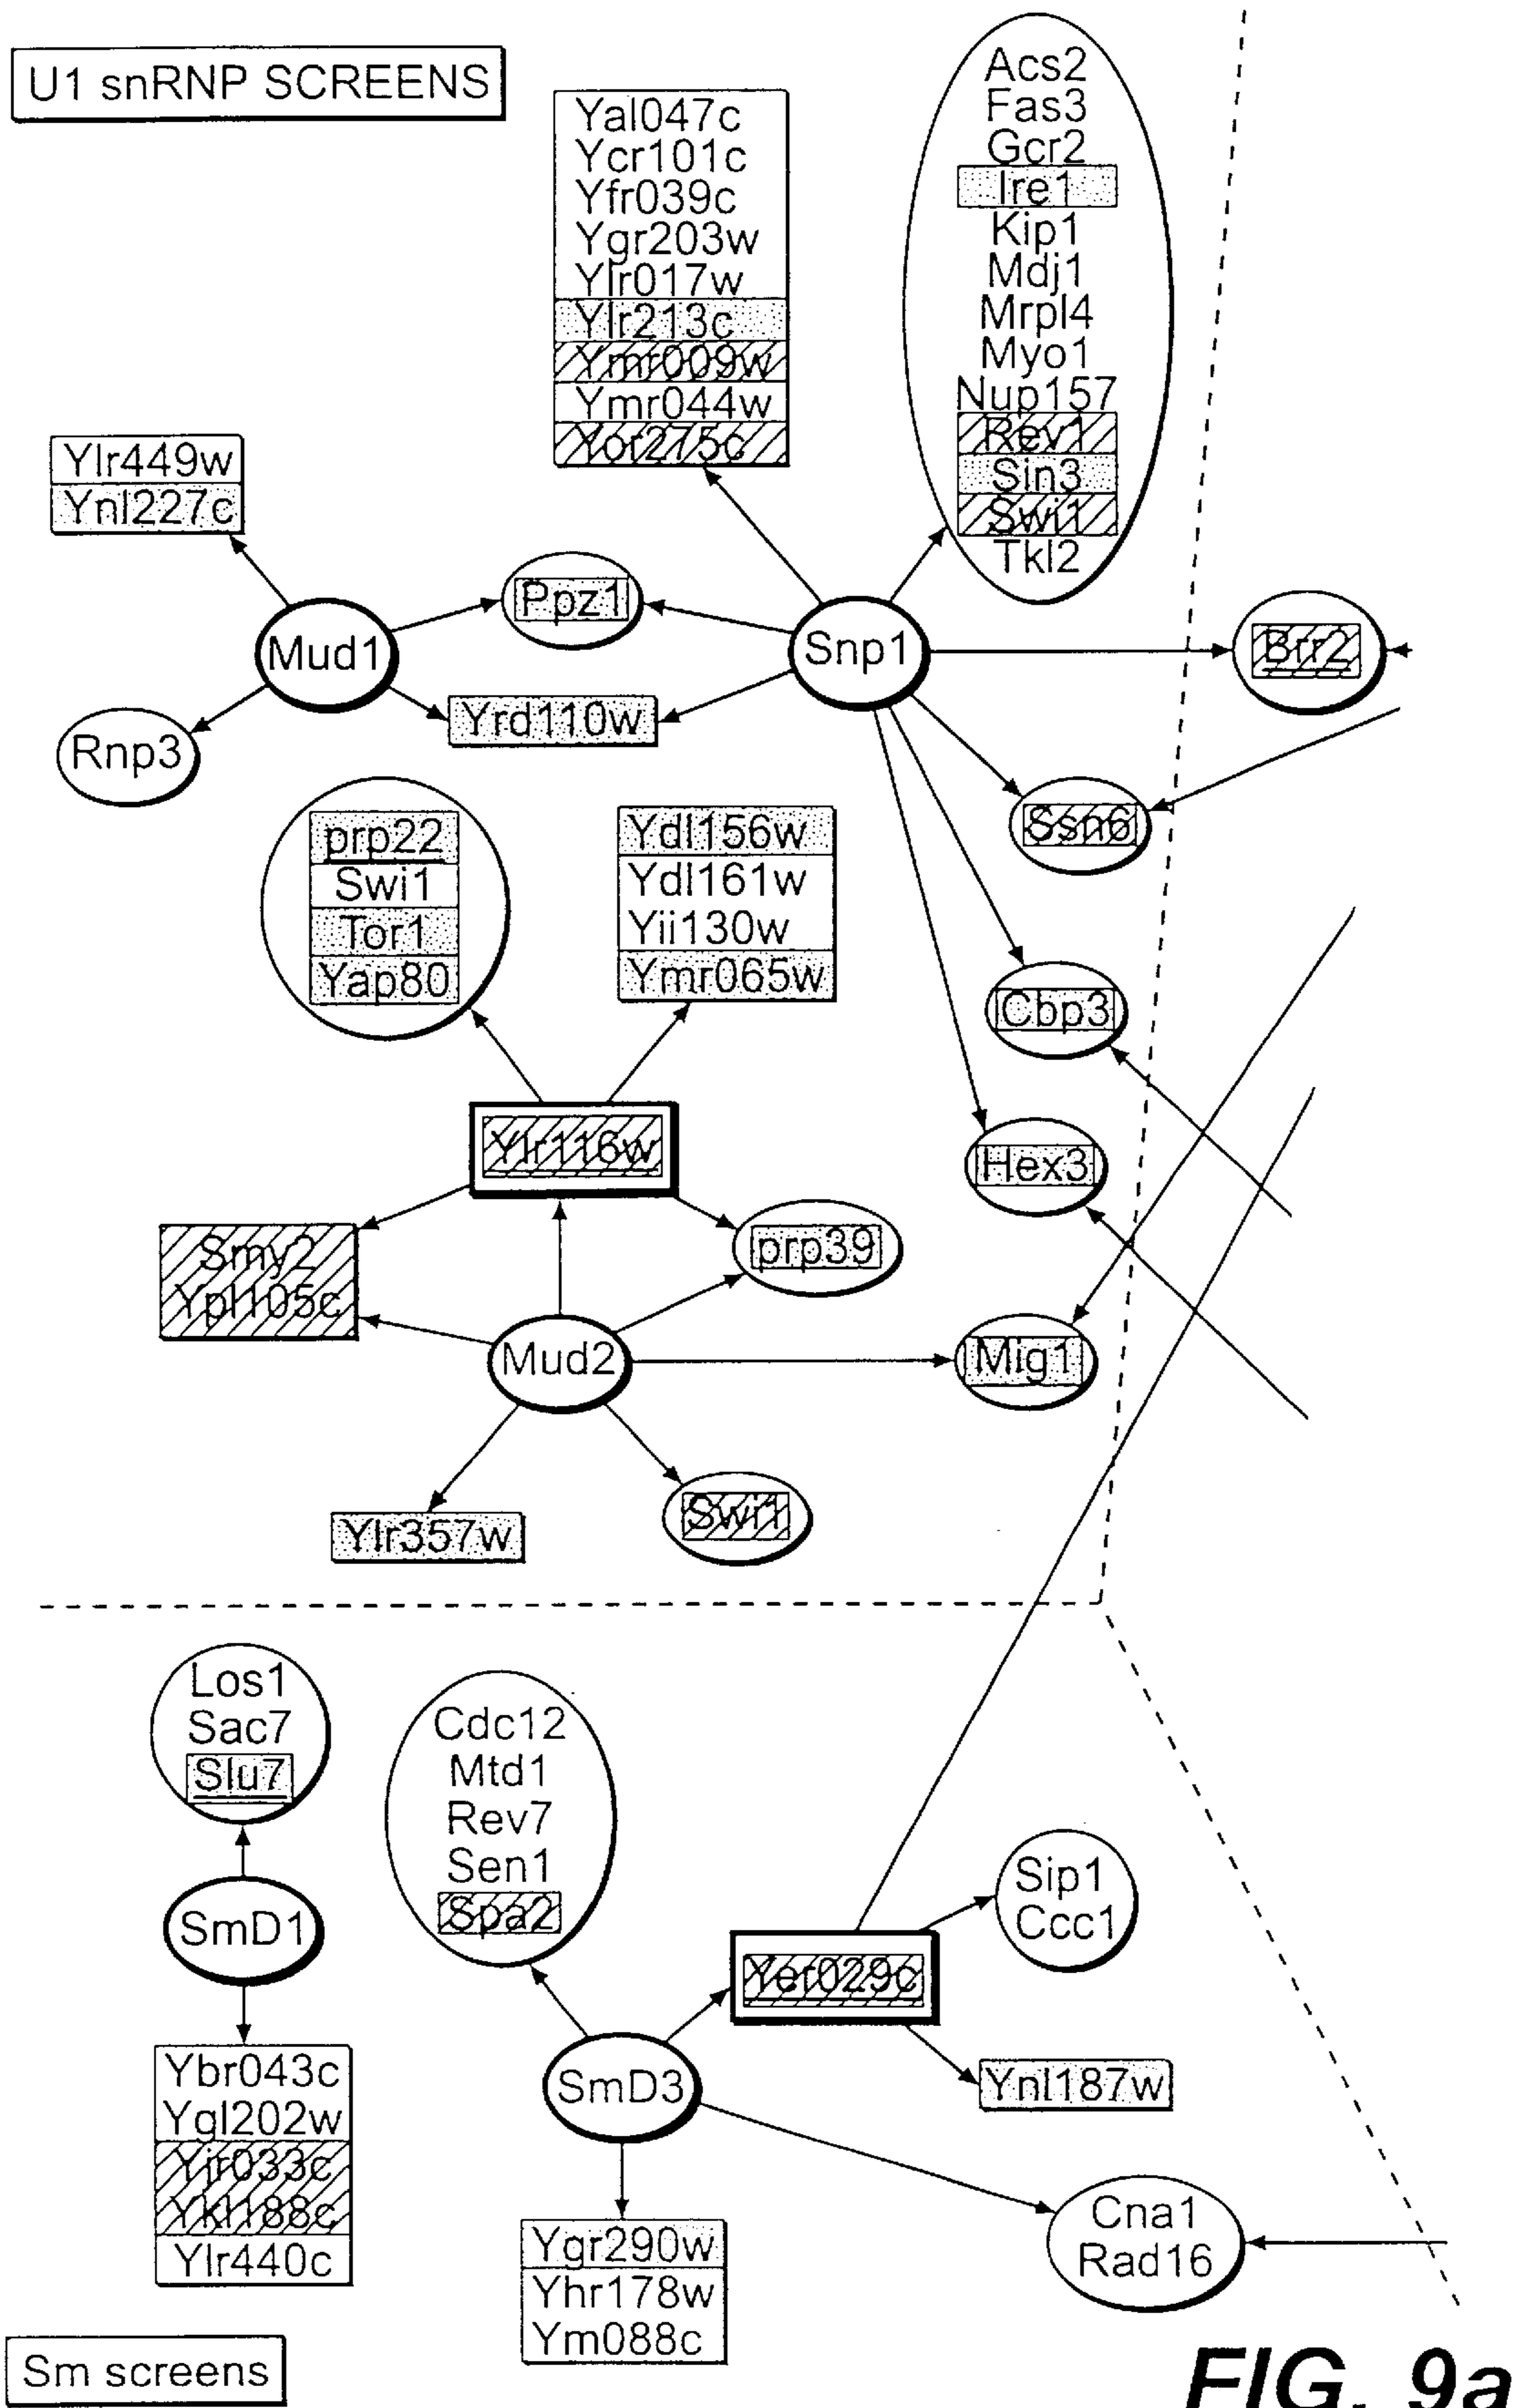 U1 snRNP SCREENS
Yal047c
Ycr101c
Yfr039c
Ygr203w
Ylr017w
Ylr213c
Ymr009w
Ymr044w
Yor275c
Acs2
Fas3
Gcr2
Ire1
Kip1
Mdj1
Mrpl4
Myo1
Nup157
Rev1
Sin3
Swi1
Tkl2
Ylr449w
Ynl227c
Ppz1
Mud1
Snp1
Brr2
Yrd110w
Rnp3
Ssn6
prp22
Swi1
Tor1
Yap80
Ydl156w
Ydl161w
Yii130w
Ymr065w
Cbp3
Ylr116w
Hex3
Smy2
Ypl105c
prp39
Mud2
Mig1
Ylr357w
Swi1
Los1
Sac7
Slu7
Cdc12
Mtd1
Rev7
Sen1
Spa2
Sip1
Ccc1
SmD1
Yer029c
Ybr043c
Ygl202w
Yjr033c
Ykl188c
Ylr440c
SmD3
Ynl187w
Ygr290w
Yhr178w
Ym088c
Cna1
Rad16
Sm screens
FIG. 9a